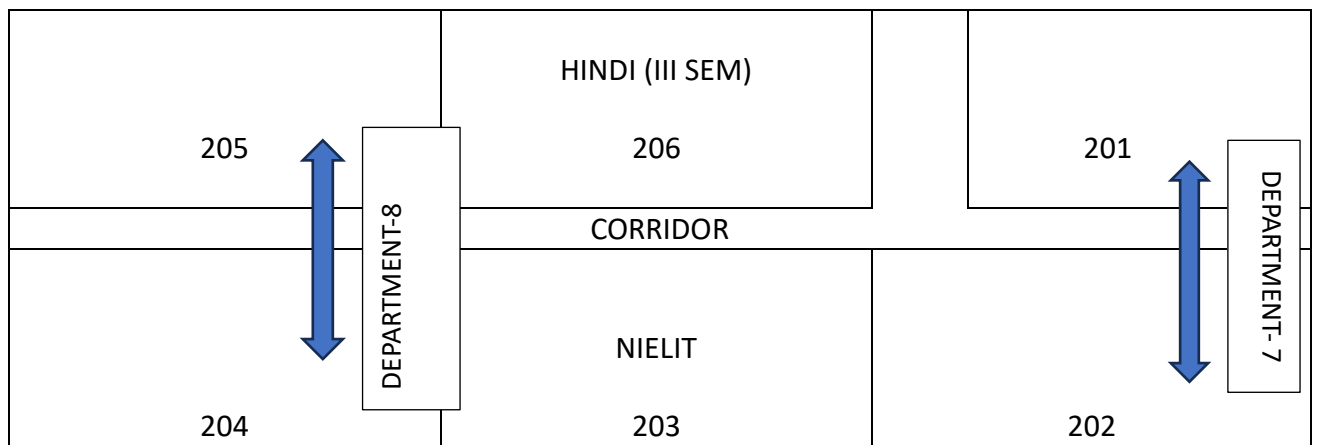 HINDI (III SEM)
205
206
201
DEPARTMENT-8
CORRIDOR
DEPARTMENT- 7
NIELIT
204
203
202